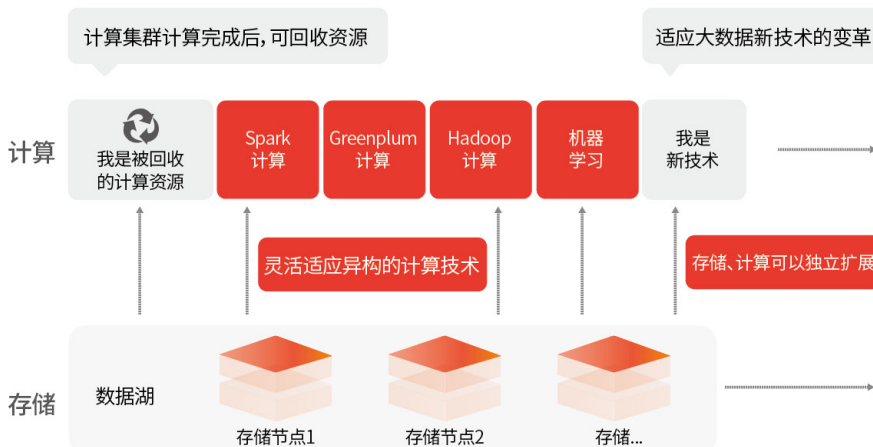 计算集群计算完成后，可回收资源
适应大数据新技术的变革
计算
我是被回收
的计算资源
Spark
计算
Greenplum
计算
Hadoop
计算
机器
学习
我是
新技术
灵活适应异构的计算技术
存储、计算可以独立扩展
存储
数据湖
存储节点1
存储节点2
存储...